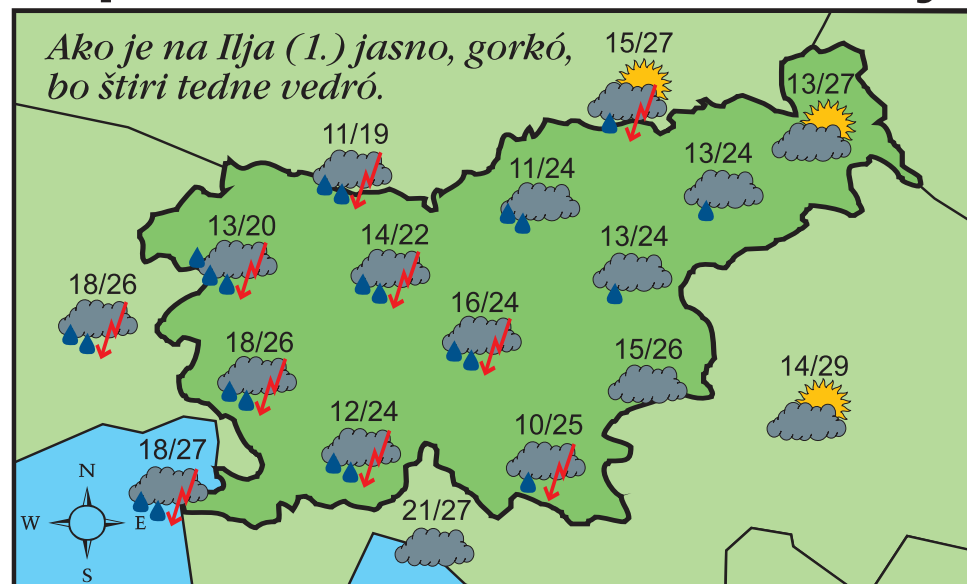 Ako je na Ilja (1.) jasno, gorkó,
bo štiri tedne vedró.
15/27
13/27
11/19
11/24
13/24
13/20
14/22
13/24
18/26
16/24
18/26
15/26
14/29
12/24
10/25
18/27
21/27
N
W
E
S